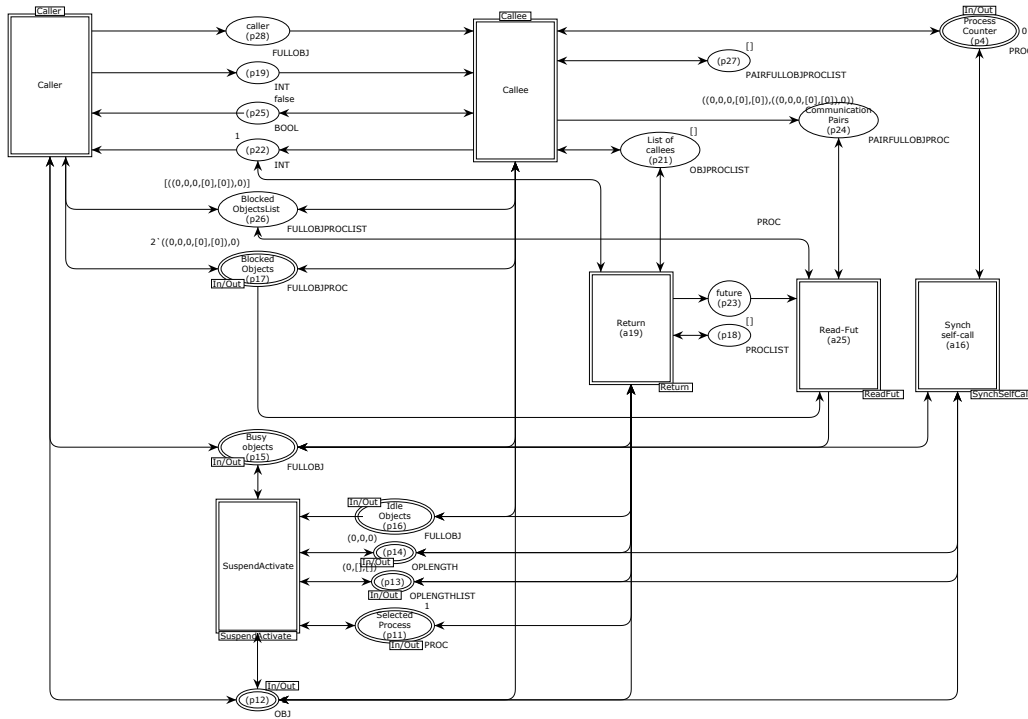 Caller
Caller
caller
(p28)
FULLOBJ
(p19)
INT
false
(p25)
BOOL
1
(p22)
INT
[((0,0,0,[0],[0]),0)]
Blocked
ObjectsList
(p26)
FULLOBJPROCLIST
2`((0,0,0,[0],[0]),0)
Blocked
Objects
(p17)
In/Out
FULLOBJPROC
Callee
Callee
In/Out
Process
Counter
(p4)
0
PROC
[]
(p27)
PAIRFULLOBJPROCLIST
((0,0,0,[0],[0]),((0,0,0,[0],[0]),0))
Communication
Pairs
(p24)
PAIRFULLOBJPROC
[]
List of
callees
(p21)
OBJPROCLIST
PROC
Return
(a19)
Return
future
(p23)
[]
(p18)
PROCLIST
Read-Fut
(a25)
ReadFut
Synch
self-call
(a16)
SynchSelfCal
Busy
objects
(p15)
In/Out
FULLOBJ
SuspendActivate
SuspendActivate
In/Out
Idle
Objects
(p16)
FULLOBJ
(0,0,0)
(p14)
In/Out
OPLENGTH
(0,[],[])
(p13)
In/Out
OPLENGTHLIST
1
Selected
Process
(p11)
In/Out
PROC
In/Out
(p12)
OBJ